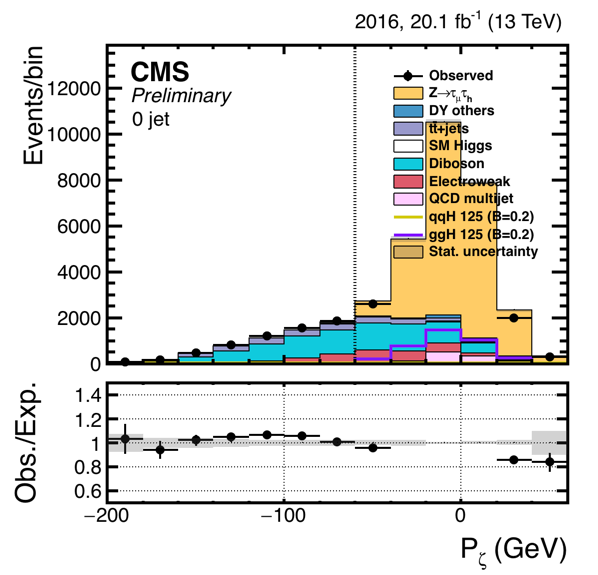 2016, 20.1 fb⁻¹ (13 TeV)
Events/bin
12000
10000
8000
6000
4000
2000
0
CMS
Preliminary
0 jet
Observed
Z→τ_μτ_h
DY others
tt̄+jets
SM Higgs
Diboson
Electroweak
QCD multijet
qqH 125 (B=0.2)
ggH 125 (B=0.2)
Stat. uncertainty
Obs./Exp.
1.4
1.2
1
0.8
0.6
−200
−100
0
P_ζ (GeV)